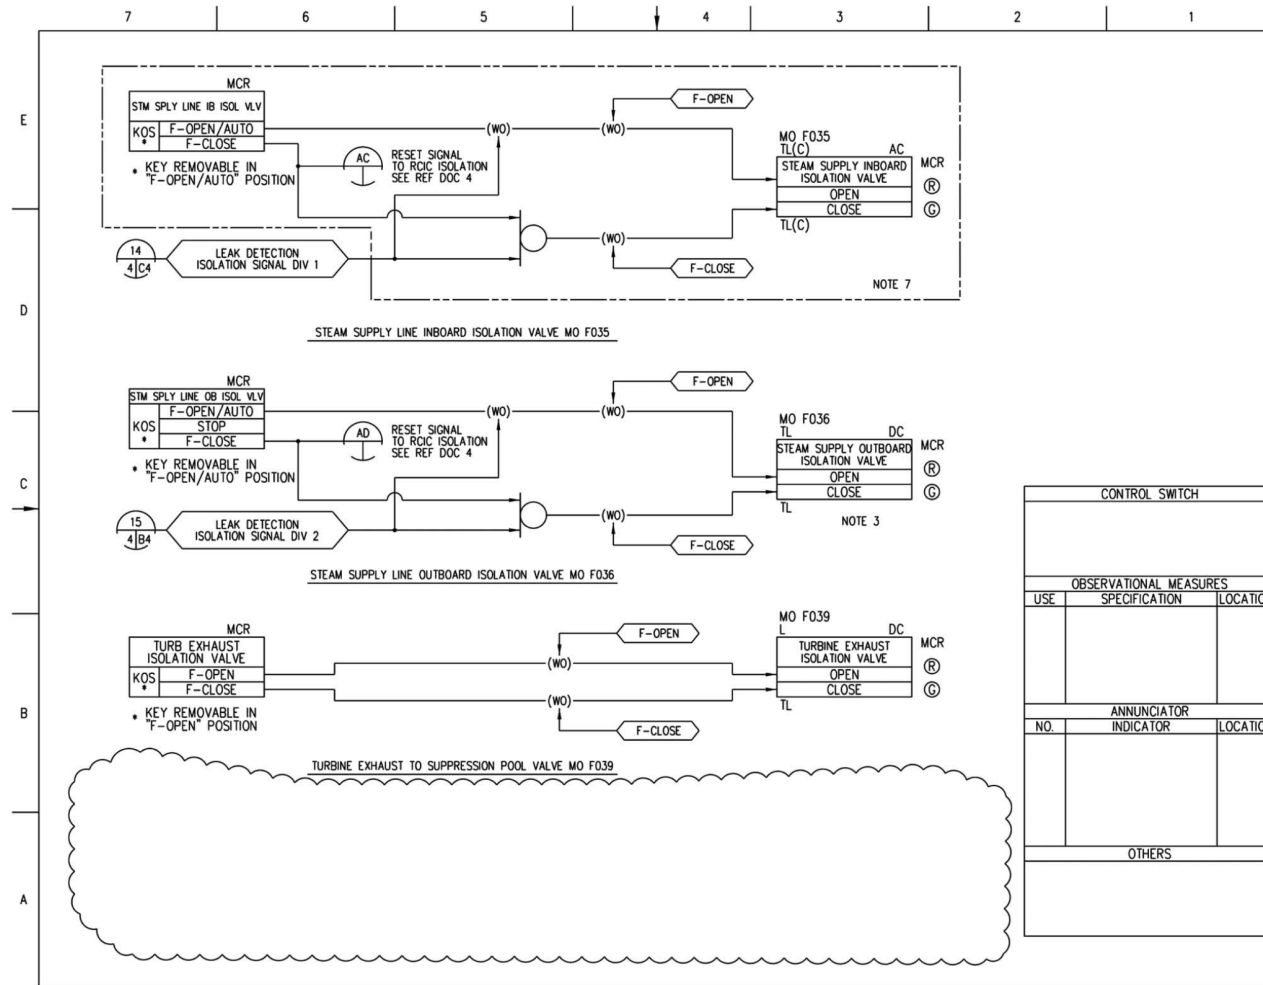 7 6 5 4 3 2 1
E
MCR
STM SPLY LINE IB ISOL VLV
KOS F-OPEN/AUTO
* F-CLOSE
* KEY REMOVABLE IN
"F-OPEN/AUTO" POSITION
AC
RESET SIGNAL
TO RCIC ISOLATION
SEE REF DOC 4
(WO)
(WO)
F-OPEN
MO F035
TL(C) AC
STEAM SUPPLY INBOARD
ISOLATION VALVE
OPEN
CLOSE
TL(C)
MCR
R
G
14
4 C4
LEAK DETECTION
ISOLATION SIGNAL DIV 1
(WO)
F-CLOSE
NOTE 7
D
STEAM SUPPLY LINE INBOARD ISOLATION VALVE MO F035
MCR
STM SPLY LINE OB ISOL VLV
F-OPEN/AUTO
KOS STOP
* F-CLOSE
* KEY REMOVABLE IN
"F-OPEN/AUTO" POSITION
AD
RESET SIGNAL
TO RCIC ISOLATION
SEE REF DOC 4
(WO)
(WO)
F-OPEN
MO F036
TL DC
STEAM SUPPLY OUTBOARD
ISOLATION VALVE
OPEN
CLOSE
TL
MCR
R
G
NOTE 3
C
15
4 B4
LEAK DETECTION
ISOLATION SIGNAL DIV 2
(WO)
F-CLOSE
STEAM SUPPLY LINE OUTBOARD ISOLATION VALVE MO F036
MCR
TURB EXHAUST
ISOLATION VALVE
KOS F-OPEN
* F-CLOSE
* KEY REMOVABLE IN
"F-OPEN" POSITION
(WO)
F-OPEN
(WO)
F-CLOSE
MO F039
L DC
TURBINE EXHAUST
ISOLATION VALVE
OPEN
CLOSE
TL
MCR
R
G
B
TURBINE EXHAUST TO SUPPRESSION POOL VALVE MO F039
A
CONTROL SWITCH
OBSERVATIONAL MEASURES
USE SPECIFICATION LOCATIO
ANNUNCIATOR
NO. INDICATOR LOCATIO
OTHERS